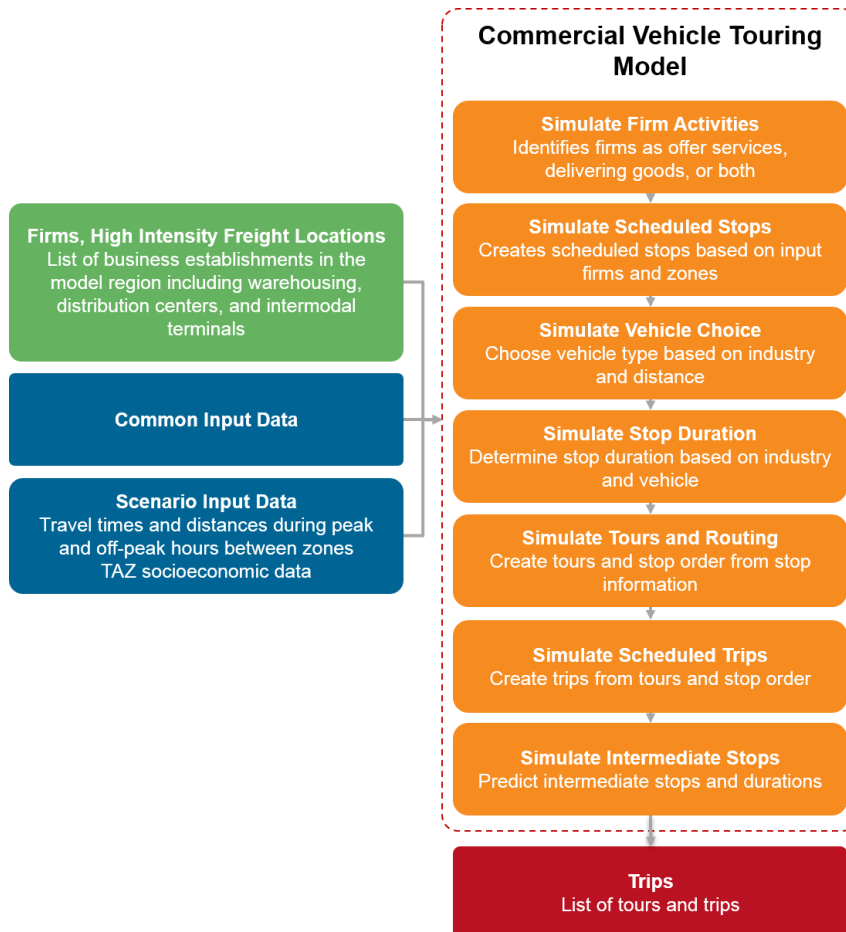 Commercial Vehicle Touring
Model
Simulate Firm Activities
Identifies firms as offer services,
delivering goods, or both
Simulate Scheduled Stops
Creates scheduled stops based on input
firms and zones
Simulate Vehicle Choice
Choose vehicle type based on industry
and distance
Simulate Stop Duration
Determine stop duration based on industry
and vehicle
Simulate Tours and Routing
Create tours and stop order from stop
information
Simulate Scheduled Trips
Create trips from tours and stop order
Simulate Intermediate Stops
Predict intermediate stops and durations
Firms, High Intensity Freight Locations
List of business establishments in the
model region including warehousing,
distribution centers, and intermodal
terminals
Common Input Data
Scenario Input Data
Travel times and distances during peak
and off-peak hours between zones
TAZ socioeconomic data
Trips
List of tours and trips